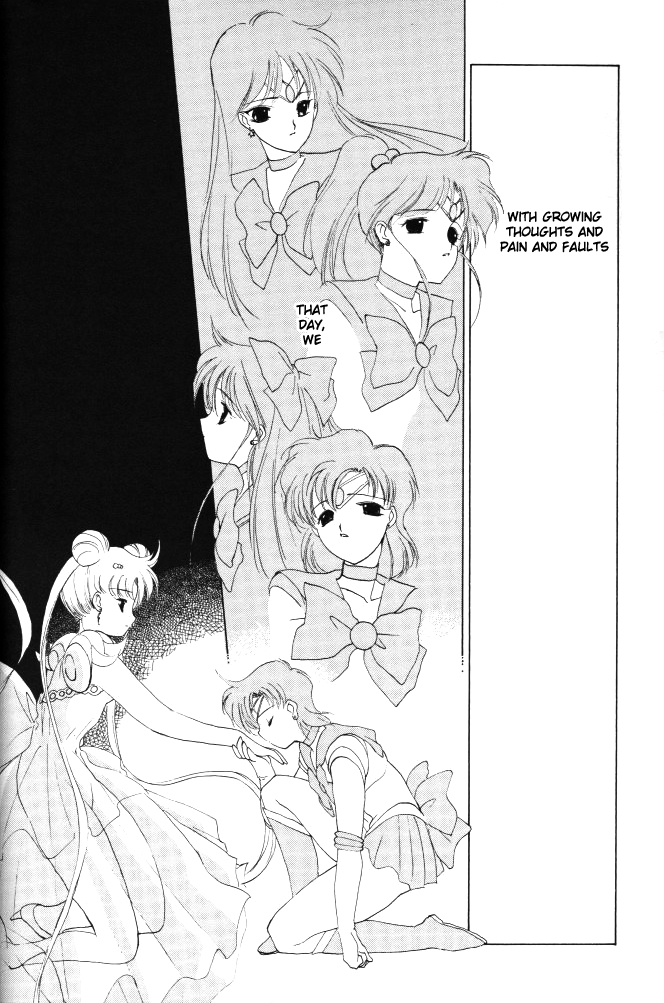 WITH GROWING
THOUGHTS AND
PAIN AND FAULTS
THAT
DAY,
WE